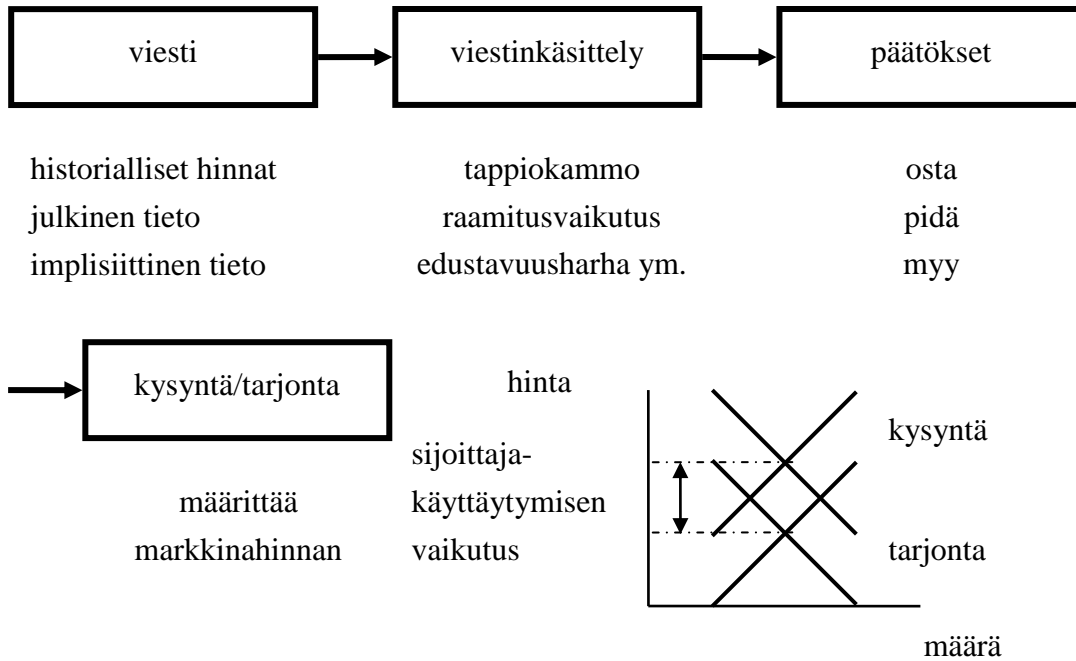 viesti
viestinkäsittely
päätökset
historialliset hinnat
julkinen tieto
implisiittinen tieto
tappiokammo
raamitusvaikutus
edustavuusharha ym.
osta
pidä
myy
kysyntä/tarjonta
määrittää
markkinahinnan
hinta
sijoittaja-
käyttäytymisen
vaikutus
kysyntä
tarjonta
määrä